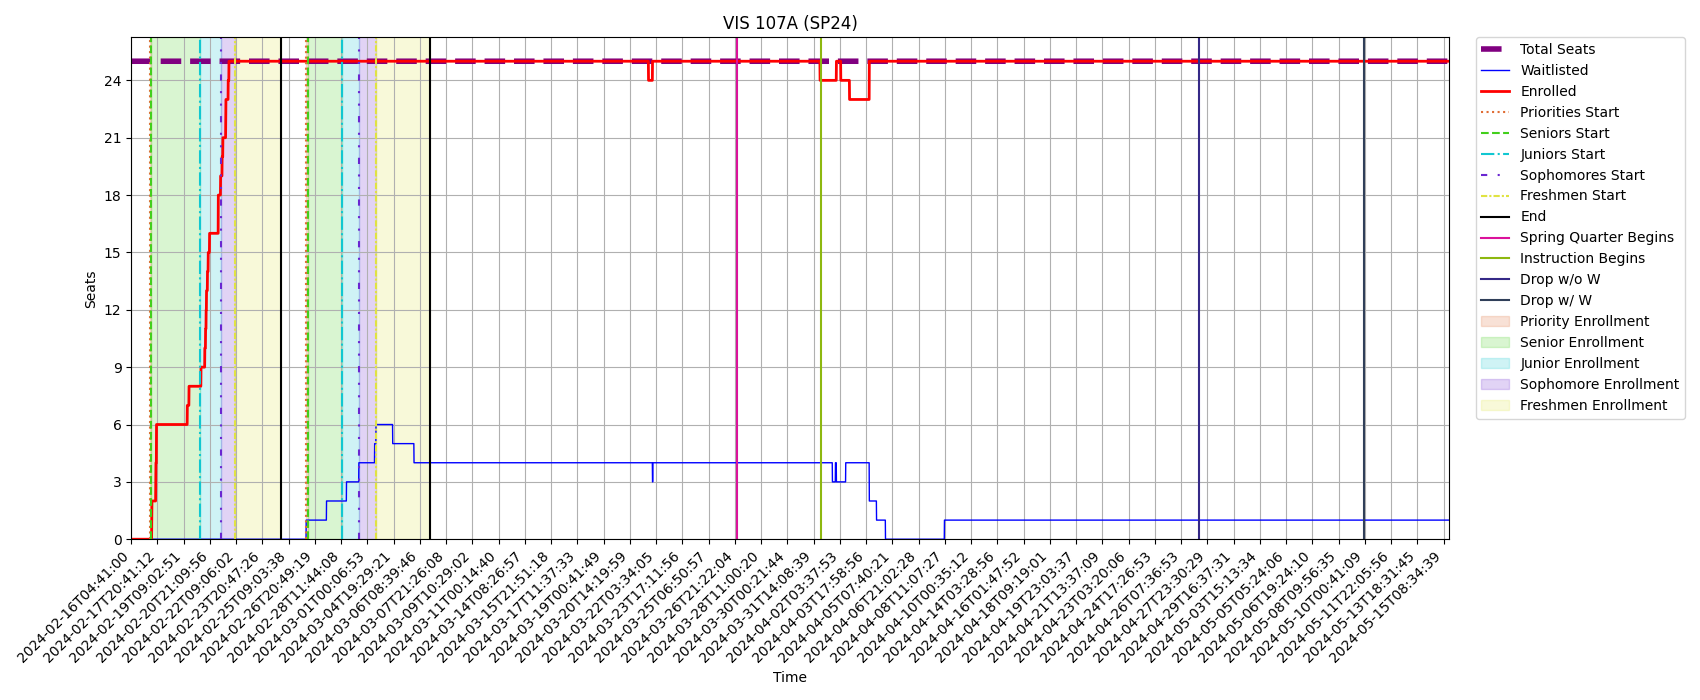 VIS 107A (SP24)
Total Seats
Waitlisted
Enrolled
Priorities Start
Seniors Start
Juniors Start
Sophomores Start
Freshmen Start
End
Spring Quarter Begins
Instruction Begins
Drop w/o W
Drop w/ W
Priority Enrollment
Senior Enrollment
Junior Enrollment
Sophomore Enrollment
Freshmen Enrollment
Seats
24
21
18
15
12
9
6
3
0
2024-02-16T04:41:00
2024-02-17T20:41:12
2024-02-19T09:02:51
2024-02-20T21:09:56
2024-02-22T09:06:02
2024-02-23T20:47:26
2024-02-25T09:03:38
2024-02-26T20:49:19
2024-02-28T11:44:08
2024-03-01T00:06:53
2024-03-04T19:29:21
2024-03-06T08:39:46
2024-03-07T21:26:08
2024-03-09T10:29:02
2024-03-11T00:14:40
2024-03-14T08:26:57
2024-03-15T21:51:18
2024-03-17T11:37:33
2024-03-19T00:41:49
2024-03-20T14:19:59
2024-03-22T03:34:05
2024-03-23T17:11:56
2024-03-25T06:50:57
2024-03-26T21:22:04
2024-03-28T11:00:20
2024-03-30T00:21:44
2024-03-31T14:08:39
2024-04-02T03:37:53
2024-04-03T17:58:56
2024-04-05T07:40:21
2024-04-06T21:02:28
2024-04-08T11:07:27
2024-04-10T00:35:12
2024-04-14T03:28:56
2024-04-16T01:47:52
2024-04-18T09:19:01
2024-04-19T23:03:37
2024-04-21T13:37:09
2024-04-23T03:20:06
2024-04-24T17:26:53
2024-04-26T07:36:53
2024-04-27T23:30:29
2024-04-29T16:37:31
2024-05-03T15:13:34
2024-05-05T05:24:06
2024-05-06T19:24:10
2024-05-08T09:56:35
2024-05-10T00:41:09
2024-05-11T22:05:56
2024-05-13T18:31:45
2024-05-15T08:34:39
Time